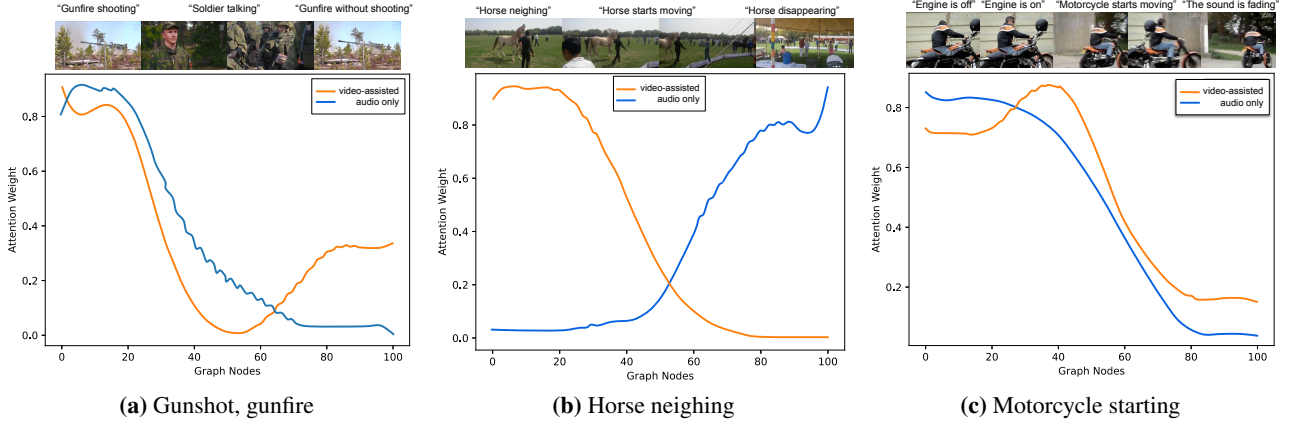 “Gunfire shooting” “Soldier talking” “Gunfire without shooting”
video-assisted
audio only
Attention Weight
0.8
0.6
0.4
0.2
0.0
0 20 40 60 80 100
Graph Nodes
(a) Gunshot, gunfire
“Horse neighing” “Horse starts moving” “Horse disappearing”
video-assisted
audio only
Attention Weight
0.8
0.6
0.4
0.2
0.0
0 20 40 60 80 100
Graph Nodes
(b) Horse neighing
“Engine is off” “Engine is on” “Motorcycle starts moving” “The sound is fading”
video-assisted
audio only
Attention Weight
0.8
0.6
0.4
0.2
0 20 40 60 80 100
Graph Nodes
(c) Motorcycle starting